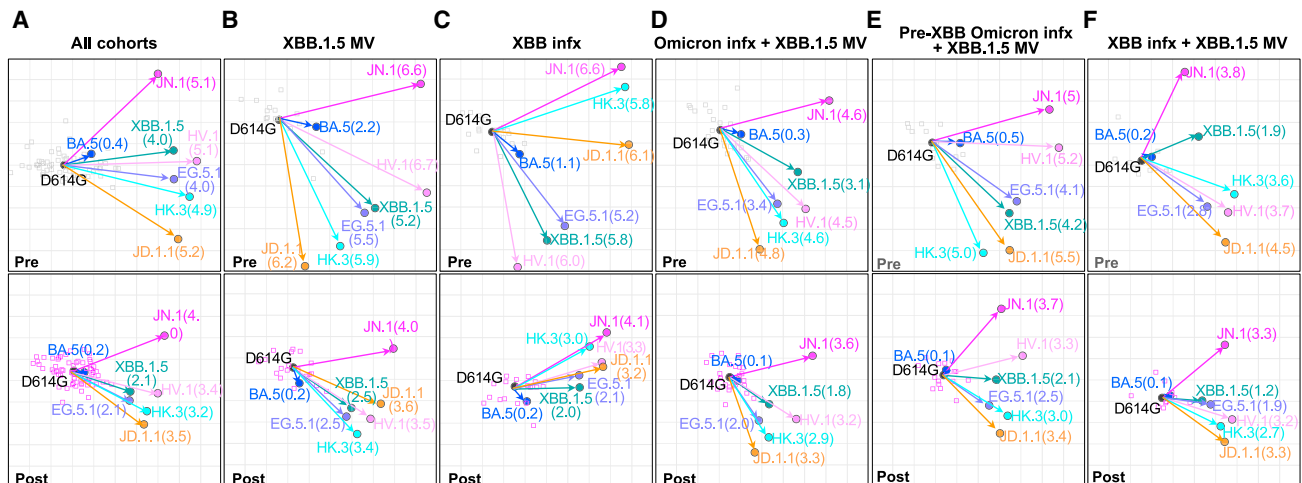 A
All cohorts
JN.1(5.1)
XBB.1.5
(4.0)
HV.1
(5.1)
BA.5(0.4)
EG.5.1
(4.0)
D614G
HK.3(4.9)
JD.1.1(5.2)
Pre
JN.1(4.
0)
BA.5(0.2)
XBB.1.5
(2.1)
D614G
HV.1(3.4)
EG.5.1(2.1)
HK.3(3.2)
JD.1.1(3.5)
Post
B
XBB.1.5 MV
JN.1(6.6)
D614G
BA.5(2.2)
HV.1(6.7)
XBB.1.5
(5.2)
EG.5.1
(5.5)
JD.1.1
(6.2)
HK.3(5.9)
Pre
JN.1(4.0
D614G
BA.5(0.2)
XBB.1.5
(2.5)
JD.1.1
(3.6)
EG.5.1(2.5)
HV.1(3.5)
HK.3(3.4)
Post
C
XBB infx
JN.1(6.6)
HK.3(5.8)
D614G
JD.1.1(6.1)
BA.5(1.1)
EG.5.1(5.2)
XBB.1.5(5.8)
HV.1(6.0)
Pre
JN.1(4.1)
HK.3(3.0)
HV.1(3.3)
JD.1.1
(3.2)
D614G
EG.5.1
(2.1)
BA.5(0.2)
XBB.1.5
(2.0)
Post
D
Omicron infx + XBB.1.5 MV
JN.1(4.6)
D614G
BA.5(0.3)
XBB.1.5(3.1)
EG.5.1(3.4)
HV.1(4.5)
HK.3(4.6)
JD.1.1(4.8)
Pre
JN.1(3.6)
BA.5(0.1)
D614G
XBB.1.5(1.8)
EG.5.1(2.0)
HV.1(3.2)
HK.3(2.9)
JD.1.1(3.3)
Post
E
Pre-XBB Omicron infx
+ XBB.1.5 MV
JN.1(5)
BA.5(0.5)
D614G
HV.1(5.2)
EG.5.1(4.1)
XBB.1.5(4.2)
HK.3(5.0)
JD.1.1(5.5)
Pre
JN.1(3.7)
BA.5(0.1)
HV.1(3.3)
D614G
XBB.1.5(2.1)
EG.5.1(2.5)
HK.3(3.0)
JD.1.1(3.4)
Post
F
XBB infx + XBB.1.5 MV
JN.1(3.8)
BA.5(0.2)
XBB.1.5(1.9)
D614G
HK.3(3.6)
EG.5.1(2.8)
HV.1(3.7)
JD.1.1(4.5)
Pre
JN.1(3.3)
BA.5(0.1)
XBB.1.5(1.2)
D614G
EG.5.1(1.9)
HV.1(3.2)
HK.3(2.7)
JD.1.1(3.3)
Post